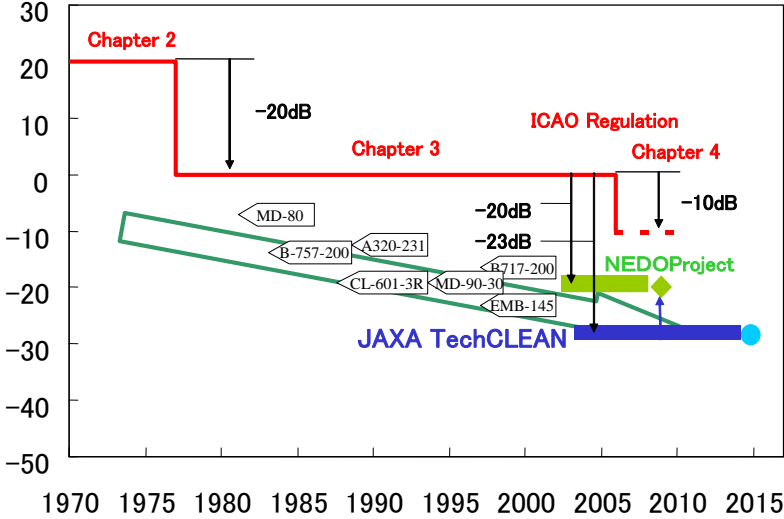 30
Chapter 2
20
-20dB
10
ICAO Regulation
Chapter 3
Chapter 4
0
-20dB
-10dB
MD-80
-10
-23dB
A320-231
B-757-200
B717-200
NEDOProject
CL-601-3R
MD-90-30
-20
EMB-145
JAXA TechCLEAN
-30
-40
-50
1970 1975 1980 1985 1990 1995 2000 2005 2010 2015